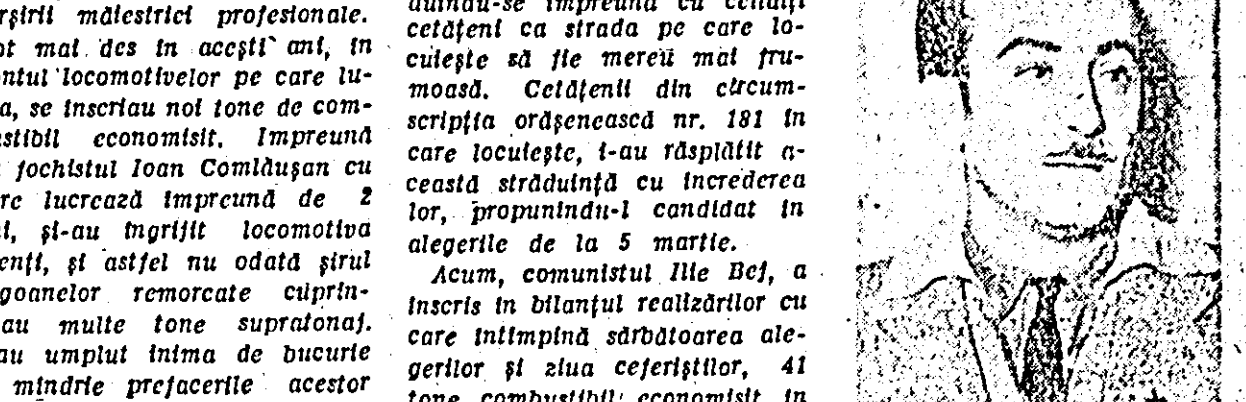 rșirii măiestriei profesionale.
ot mai des în acești ani, în
ntul locomotivelor pe care lu-
a, se înscriau noi tone de com-
stibil economisit. Împreună
fochistul Ioan Comlăușan cu
re lucrează împreună de 2
i, și-au îngrijit locomotiva
enți, și astfel nu odată șirul
goanelor remorcate cuprin-
au multe tone supratonaj.
au umplut inima de bucurie
mîndrie prefacerile acestor
duindu-se împreună cu ceilalți
cetățeni ca strada pe care lo-
cuiește să fie mereu mai fru-
moasă. Cetățenii din circum-
scripția orășenească nr. 181 în
care locuiește, i-au răsplătit a-
ceastă străduință cu încrederea
lor, propunîndu-l candidat în
alegerile de la 5 martie.
Acum, comunistul Ilie Bej, a
înscris în bilanțul realizărilor cu
care întîmpină sărbătoarea ale-
gerilor și ziua ceferiștilor, 41
tone combustibil economisit în